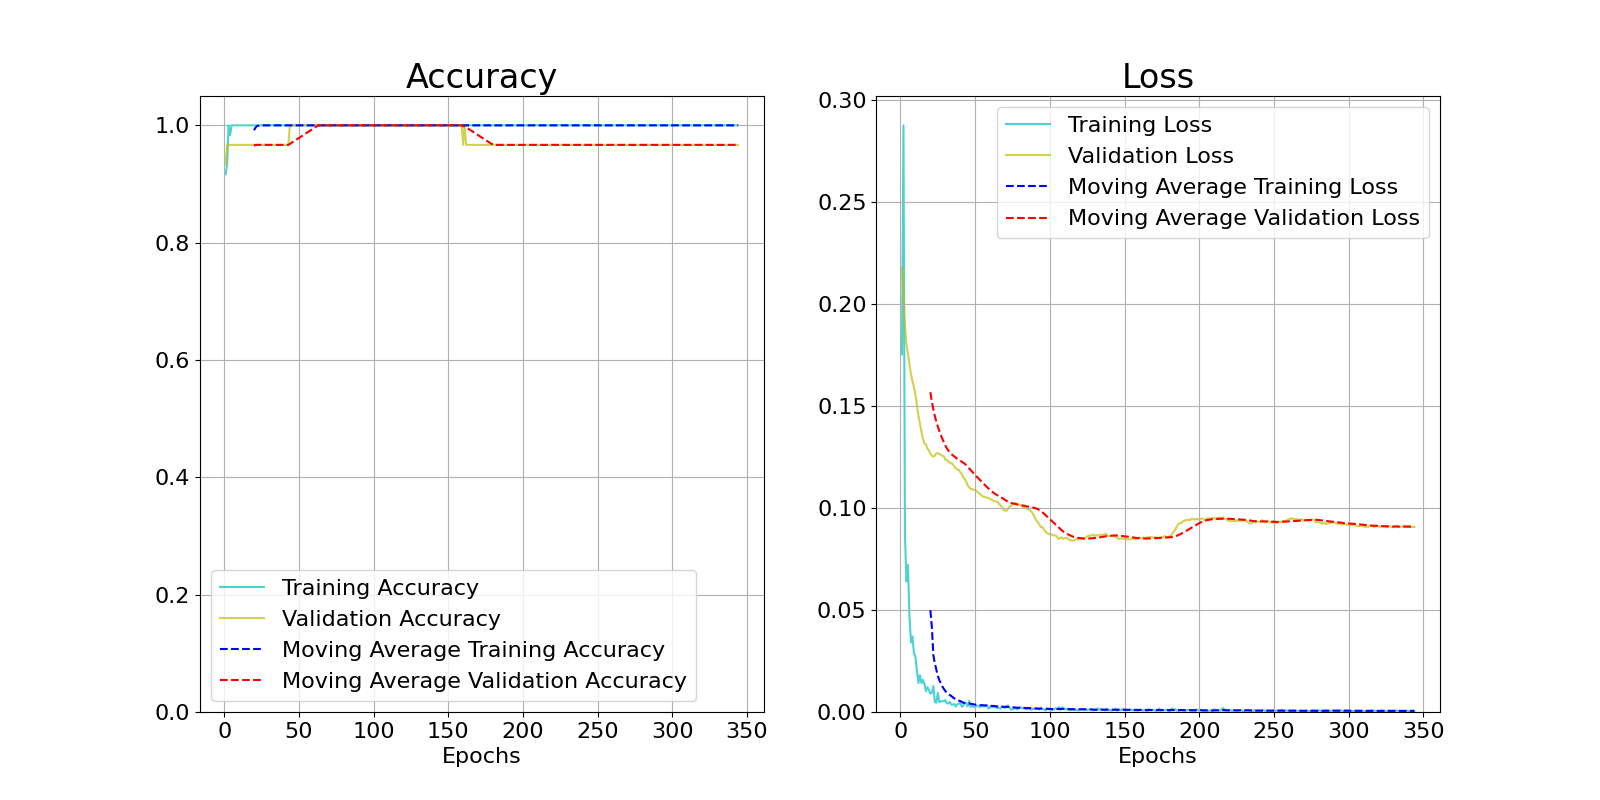 Accuracy
1.0
0.8
0.6
0.4
0.2
0.0
Training Accuracy
Validation Accuracy
Moving Average Training Accuracy
Moving Average Validation Accuracy
0 50 100 150 200 250 300 350
Epochs
Loss
0.30
0.25
0.20
0.15
0.10
0.05
0.00
Training Loss
Validation Loss
Moving Average Training Loss
Moving Average Validation Loss
0 50 100 150 200 250 300 350
Epochs